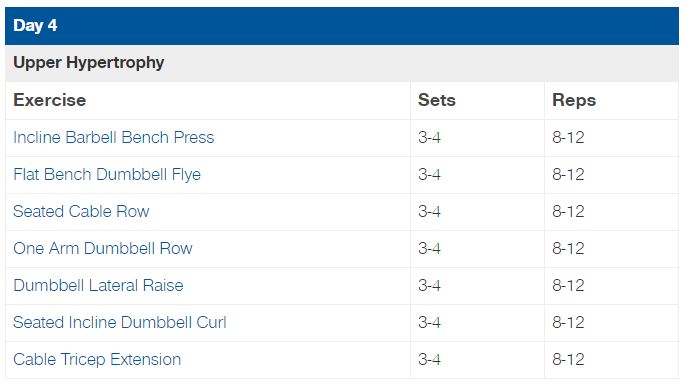 Day 4
Upper Hypertrophy
Exercise Sets Reps
Incline Barbell Bench Press 3-4 8-12
Flat Bench Dumbbell Flye 3-4 8-12
Seated Cable Row 3-4 8-12
One Arm Dumbbell Row 3-4 8-12
Dumbbell Lateral Raise 3-4 8-12
Seated Incline Dumbbell Curl 3-4 8-12
Cable Tricep Extension 3-4 8-12